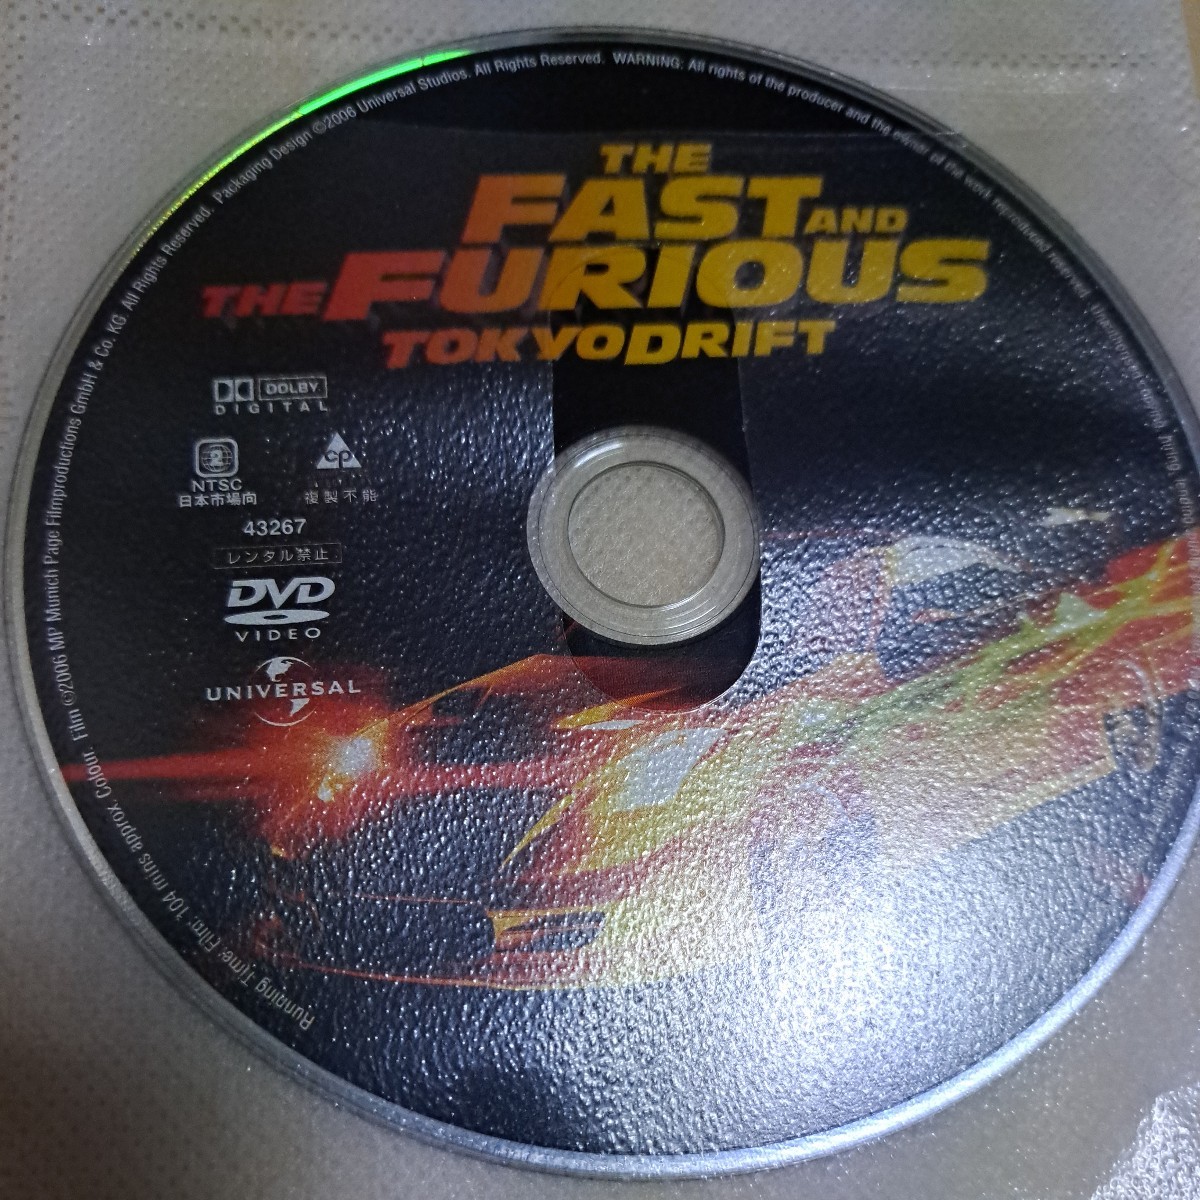 THE
FAST AND
THE FURIOUS
TOKYO DRIFT
DOLBY
DIGITAL
2
NTSC
日本市場向
cp
複製不能
43267
レンタル禁止
DVD
VIDEO
UNIVERSAL
Running Time: Film: 104 mins approx. Colour. Film ©2006 MP Munich Pape Filmproductions GmbH & Co. KG. All Rights Reserved. Packaging Design ©2006 Universal Studios. All Rights Reserved. WARNING: All rights of the producer and the owner of the work reproduced reserved.